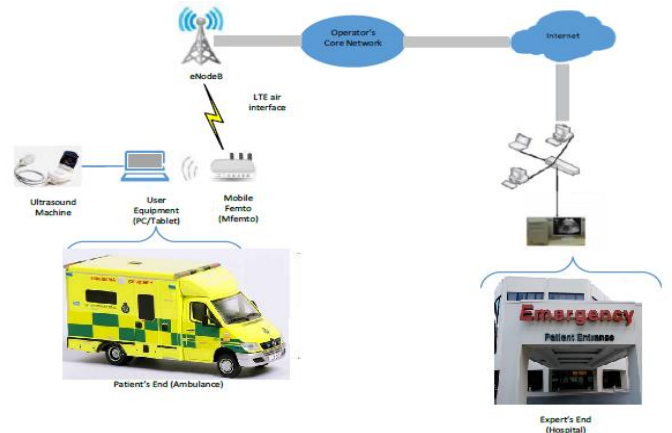 Operator's
Core Network
Internet
eNodeB
LTE air
interface
Ultrasound
Machine
User
Equipment
(PC/Tablet)
Mobile
Femto
(Mfemto)
Patient's End (Ambulance)
Emergency
Patient Entrance
Expert's End
(Hospital)